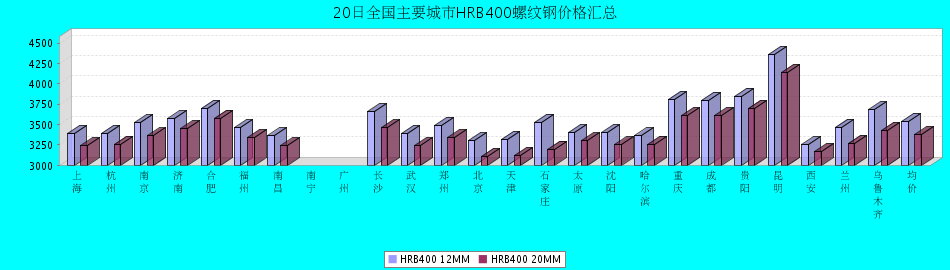 20日全国主要城市HRB400螺纹钢价格汇总
4500
4250
4000
3750
3500
3250
3000
上海 杭州 南京 济南 合肥 福州 南昌 南宁 广州 长沙 武汉 郑州 北京 天津 石家庄 太原 沈阳 哈尔滨 重庆 成都 贵阳 昆明 西安 兰州 乌鲁木齐 均价
HRB400 12MM HRB400 20MM